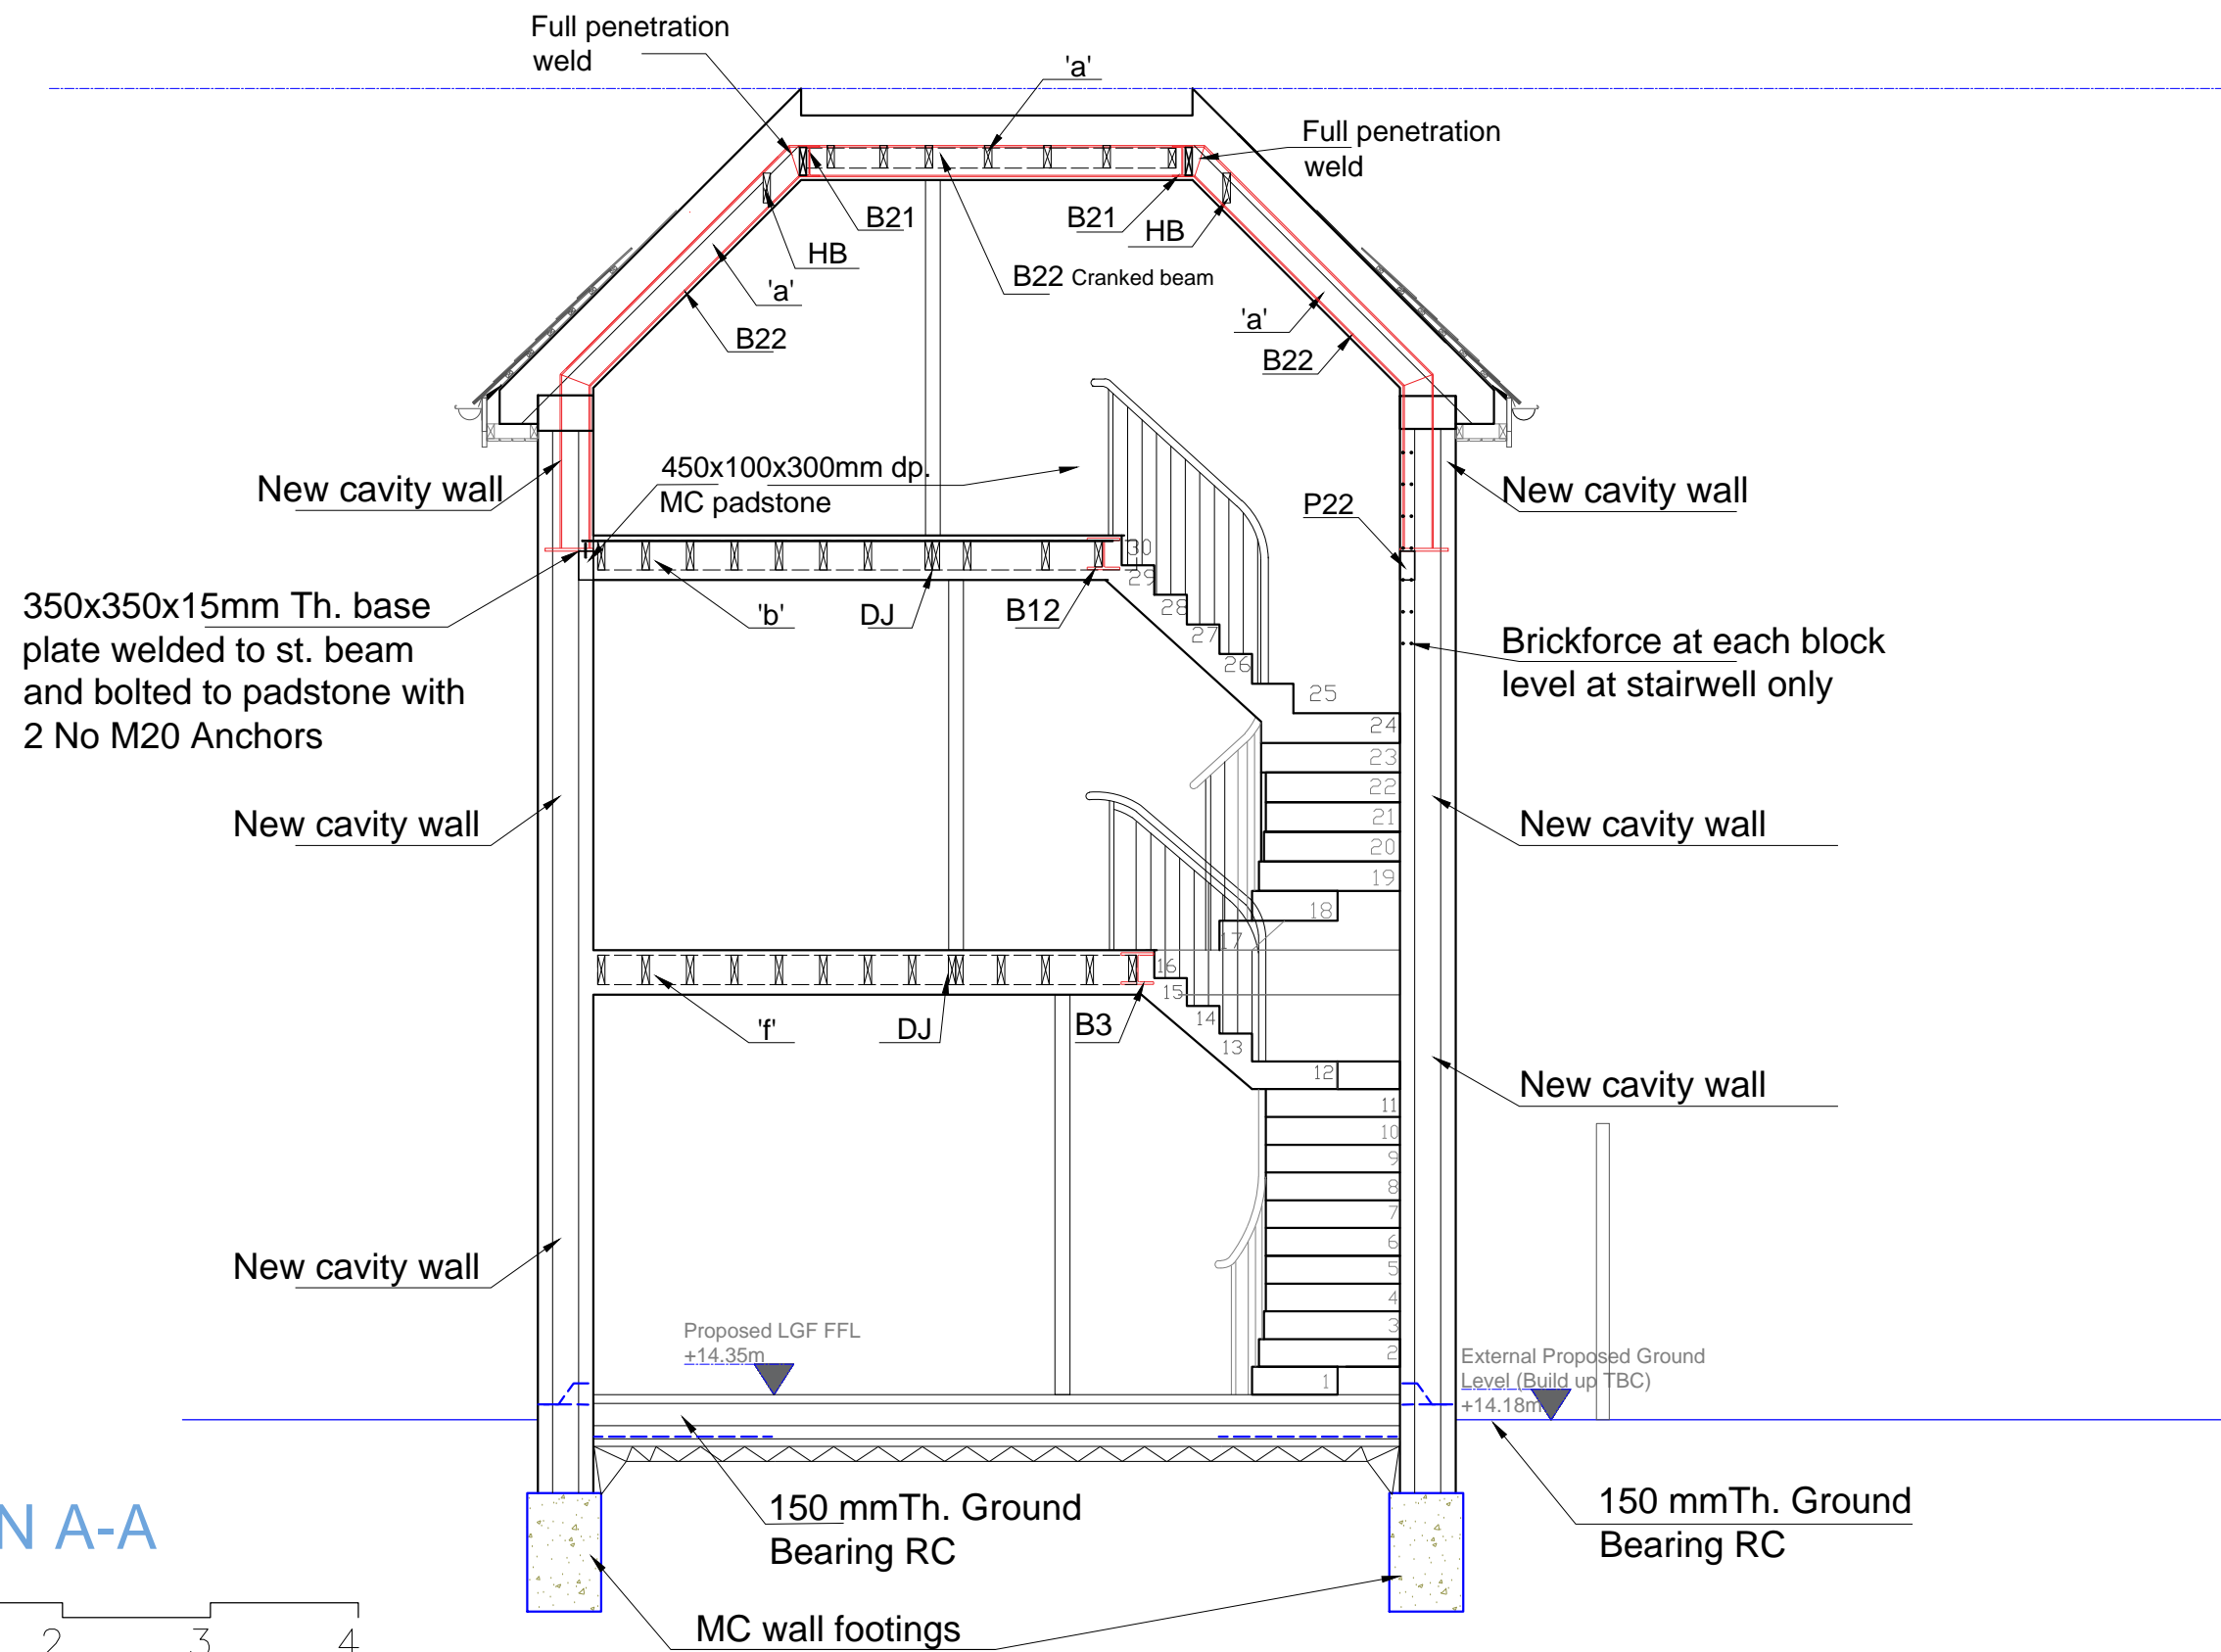 Full penetration
weld
'a'
Full penetration
weld
B21
B21
HB
HB
B22 Cranked beam
'a'
'a'
B22
B22
450x100x300mm dp.
MC padstone
New cavity wall
New cavity wall
P22
350x350x15mm Th. base
plate welded to st. beam
and bolted to padstone with
2 No M20 Anchors
'b'
DJ
B12
Brickforce at each block
level at stairwell only
30
29
28
27
26
25
24
23
22
21
20
19
18
17
16
15
14
13
12
11
10
9
8
7
6
5
4
3
2
1
New cavity wall
New cavity wall
'f'
DJ
B3
New cavity wall
New cavity wall
Proposed LGF FFL
+14.35m
External Proposed Ground
Level (Build up TBC)
+14.18m
150 mmTh. Ground
Bearing RC
150 mmTh. Ground
Bearing RC
N A-A
MC wall footings
2 3 4